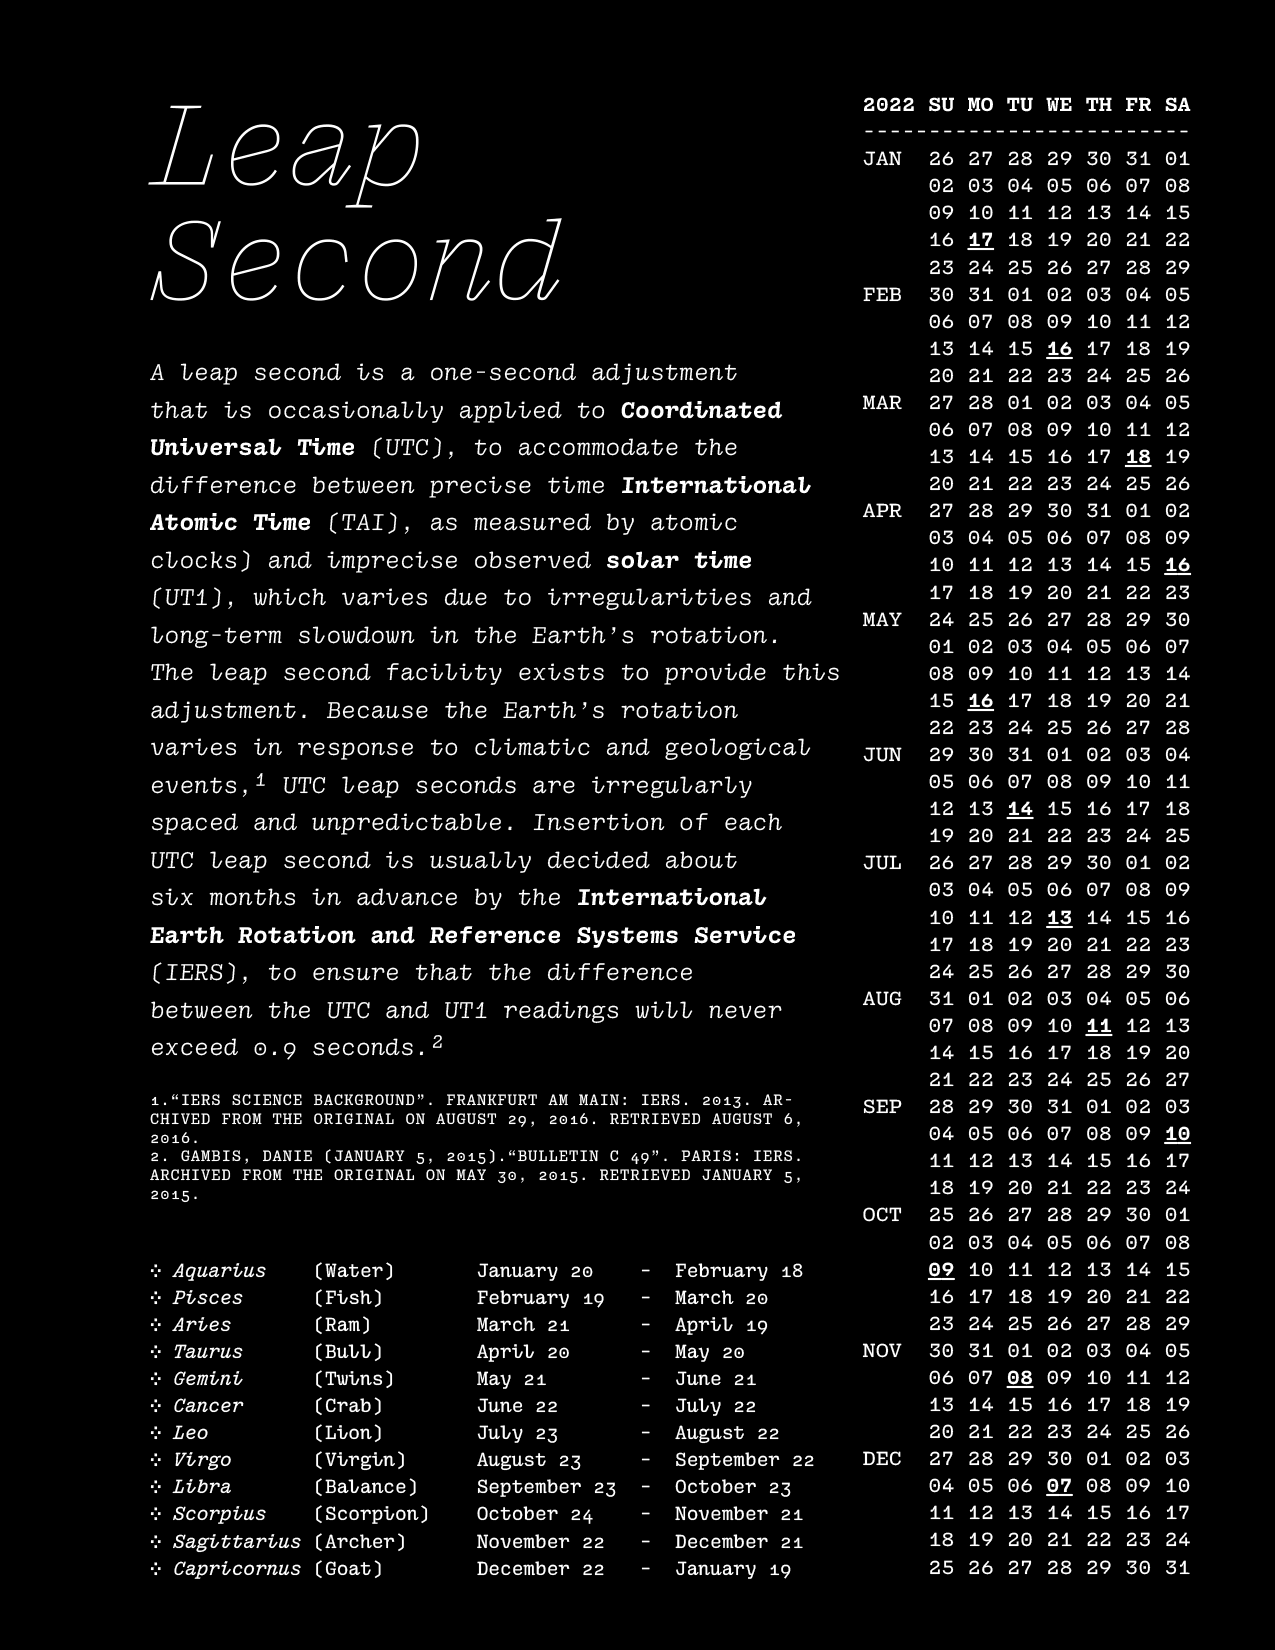 Leap
Second
A leap second is a one-second adjustment
that is occasionally applied to Coordinated
Universal Time (UTC), to accommodate the
difference between precise time International
Atomic Time (TAI), as measured by atomic
clocks) and imprecise observed solar time
(UT1), which varies due to irregularities and
long-term slowdown in the Earth’s rotation.
The leap second facility exists to provide this
adjustment. Because the Earth’s rotation
varies in response to climatic and geological
events,¹ UTC leap seconds are irregularly
spaced and unpredictable. Insertion of each
UTC leap second is usually decided about
six months in advance by the International
Earth Rotation and Reference Systems Service
(IERS), to ensure that the difference
between the UTC and UT1 readings will never
exceed 0.9 seconds.²
1.“IERS SCIENCE BACKGROUND”. FRANKFURT AM MAIN: IERS. 2013. AR-
CHIVED FROM THE ORIGINAL ON AUGUST 29, 2016. RETRIEVED AUGUST 6,
2016.
2. GAMBIS, DANIE (JANUARY 5, 2015).“BULLETIN C 49”. PARIS: IERS.
ARCHIVED FROM THE ORIGINAL ON MAY 30, 2015. RETRIEVED JANUARY 5,
2015.
Aquarius (Water) January 20 - February 18
Pisces (Fish) February 19 - March 20
Aries (Ram) March 21 - April 19
Taurus (Bull) April 20 - May 20
Gemini (Twins) May 21 - June 21
Cancer (Crab) June 22 - July 22
Leo (Lion) July 23 - August 22
Virgo (Virgin) August 23 - September 22
Libra (Balance) September 23 - October 23
Scorpius (Scorpion) October 24 - November 21
Sagittarius (Archer) November 22 - December 21
Capricornus (Goat) December 22 - January 19
2022 SU MO TU WE TH FR SA
-------------------------
JAN 26 27 28 29 30 31 01
02 03 04 05 06 07 08
09 10 11 12 13 14 15
16 17 18 19 20 21 22
23 24 25 26 27 28 29
FEB 30 31 01 02 03 04 05
06 07 08 09 10 11 12
13 14 15 16 17 18 19
20 21 22 23 24 25 26
MAR 27 28 01 02 03 04 05
06 07 08 09 10 11 12
13 14 15 16 17 18 19
20 21 22 23 24 25 26
APR 27 28 29 30 31 01 02
03 04 05 06 07 08 09
10 11 12 13 14 15 16
17 18 19 20 21 22 23
MAY 24 25 26 27 28 29 30
01 02 03 04 05 06 07
08 09 10 11 12 13 14
15 16 17 18 19 20 21
22 23 24 25 26 27 28
JUN 29 30 31 01 02 03 04
05 06 07 08 09 10 11
12 13 14 15 16 17 18
19 20 21 22 23 24 25
JUL 26 27 28 29 30 01 02
03 04 05 06 07 08 09
10 11 12 13 14 15 16
17 18 19 20 21 22 23
24 25 26 27 28 29 30
AUG 31 01 02 03 04 05 06
07 08 09 10 11 12 13
14 15 16 17 18 19 20
21 22 23 24 25 26 27
SEP 28 29 30 31 01 02 03
04 05 06 07 08 09 10
11 12 13 14 15 16 17
18 19 20 21 22 23 24
OCT 25 26 27 28 29 30 01
02 03 04 05 06 07 08
09 10 11 12 13 14 15
16 17 18 19 20 21 22
23 24 25 26 27 28 29
NOV 30 31 01 02 03 04 05
06 07 08 09 10 11 12
13 14 15 16 17 18 19
20 21 22 23 24 25 26
DEC 27 28 29 30 01 02 03
04 05 06 07 08 09 10
11 12 13 14 15 16 17
18 19 20 21 22 23 24
25 26 27 28 29 30 31